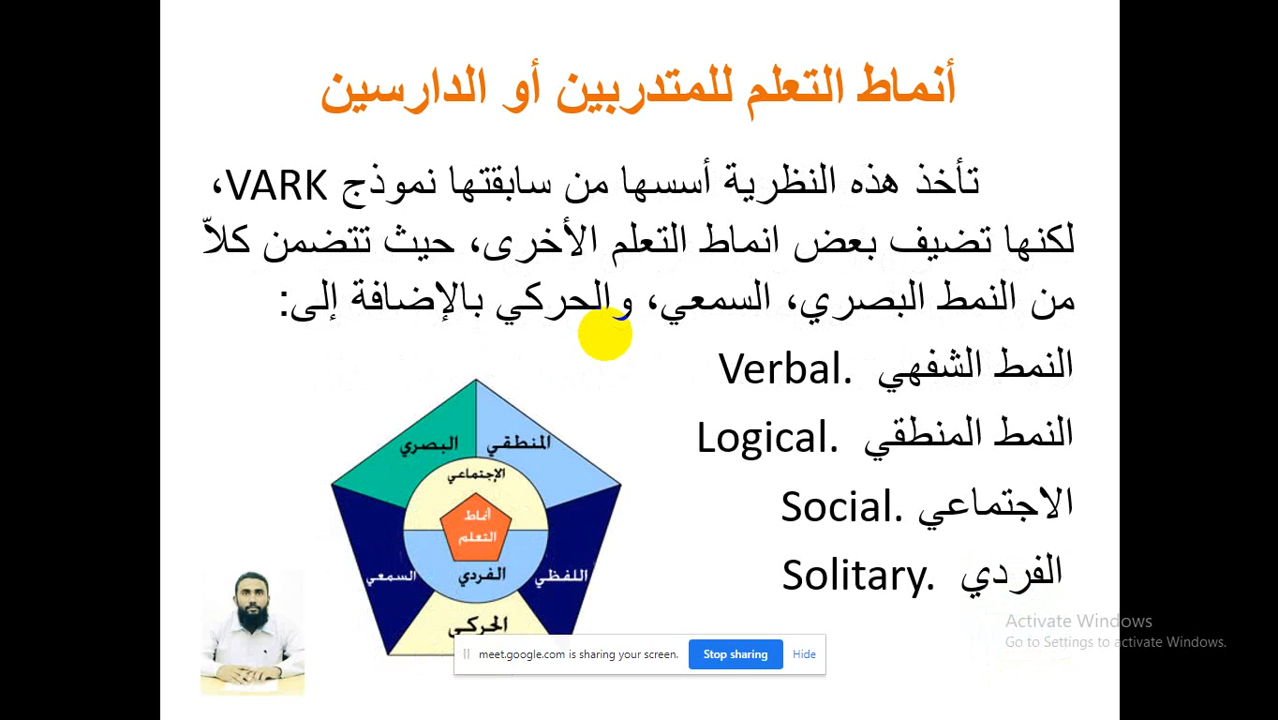 أنماط التعلم للمتدربين أو الدارسين
تأخذ هذه النظرية أسسها من سابقتها نموذج VARK،
لكنها تضيف بعض انماط التعلم الأخرى، حيث تتضمن كلاّ
من النمط البصري، السمعي، والحركي بالإضافة إلى:
النمط الشفهي Verbal.
النمط المنطقي Logical.
الاجتماعي Social.
الفردي Solitary.
المنطقي
البصري
الإجتماعي
أنماط
التعلم
الفردي
السمعي
اللفظي
الحركي
meet.google.com is sharing your screen.
Stop sharing
Hide
Activate Windows
Go to Settings to activate Windows.